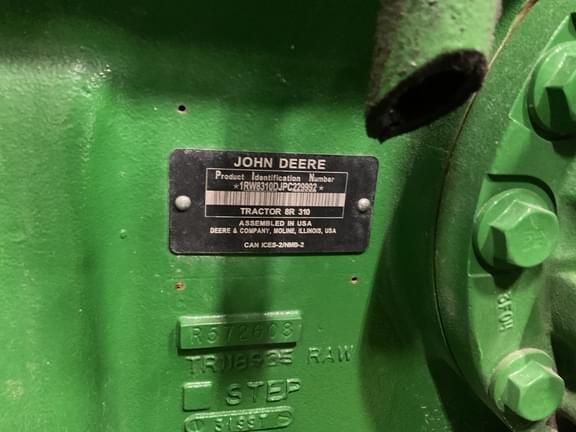 JOHN DEERE
Product Identification Number
*1RW8310DJPC229992*
TRACTOR 8R 310
ASSEMBLED IN USA
DEERE & COMPANY, MOLINE, ILLINOIS, USA
CAN ICES-2/NMB-2
R572608
RAW
STEP